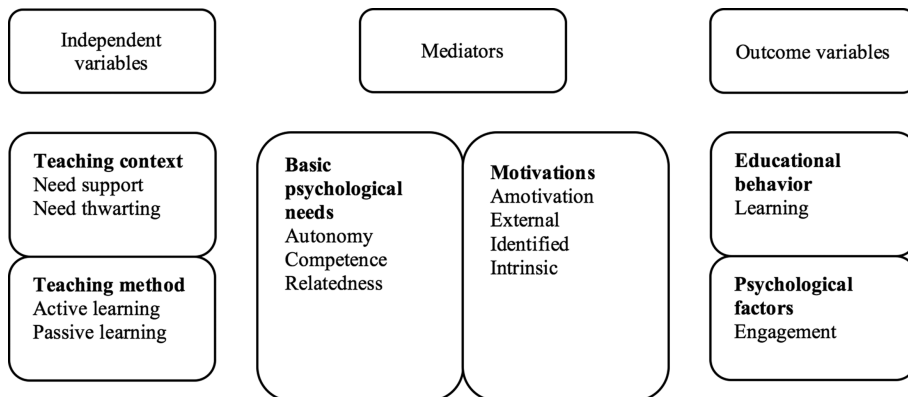 Independent
variables
Mediators
Outcome variables
Teaching context
Need support
Need thwarting
Teaching method
Active learning
Passive learning
Basic
psychological
needs
Autonomy
Competence
Relatedness
Motivations
Amotivation
External
Identified
Intrinsic
Educational
behavior
Learning
Psychological
factors
Engagement